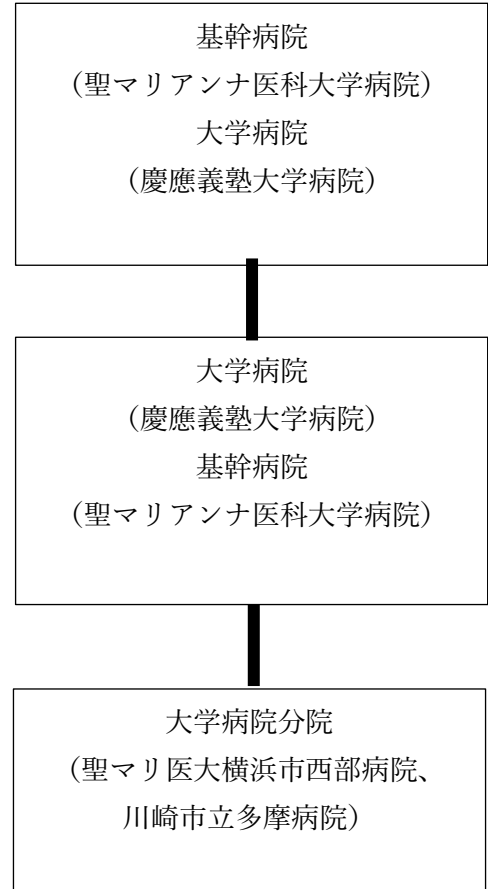 基幹病院
（聖マリアンナ医科大学病院）
大学病院
（慶應義塾大学病院）
大学病院
（慶應義塾大学病院）
基幹病院
（聖マリアンナ医科大学病院）
大学病院分院
（聖マリ医大横浜市西部病院、
川崎市立多摩病院）